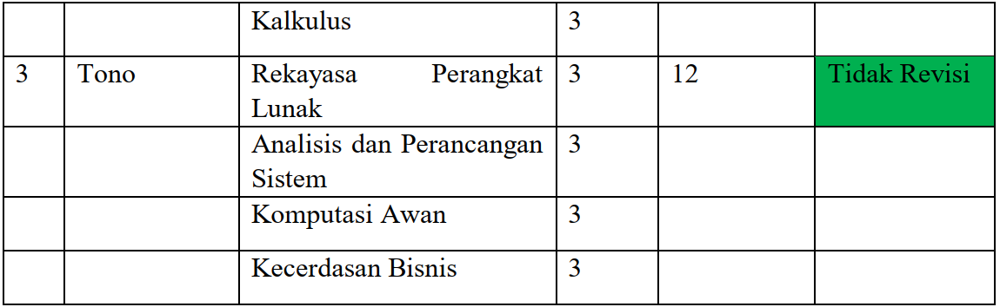 Kalkulus 3
3 Tono Rekayasa Perangkat 3 12 Tidak Revisi
Lunak
Analisis dan Perancangan 3
Sistem
Komputasi Awan 3
Kecerdasan Bisnis 3